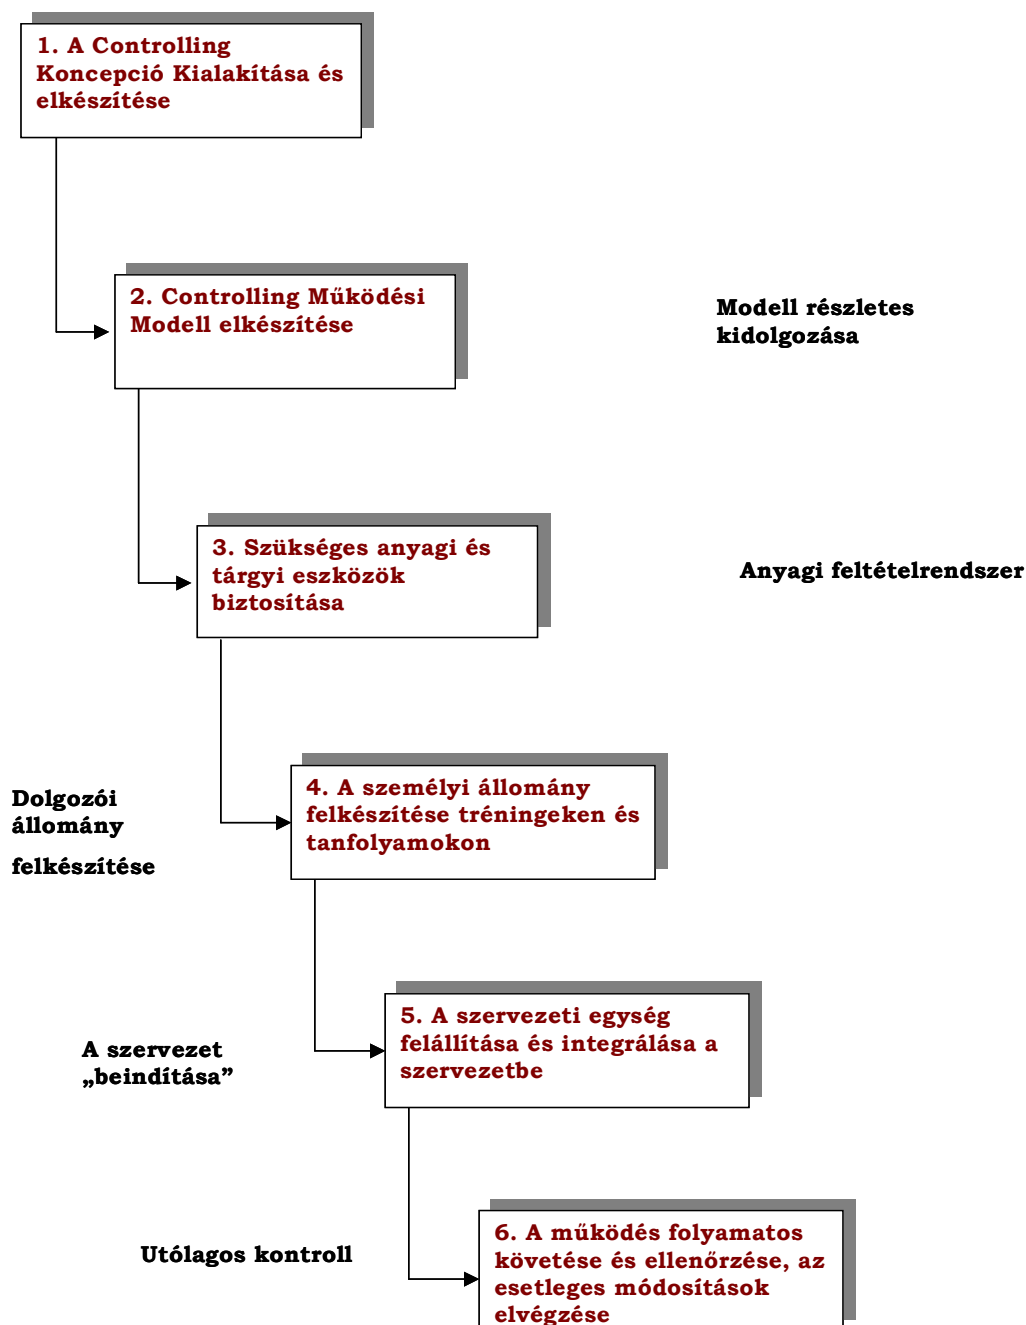 1. A Controlling
Koncepció Kialakítása és
elkészítése
2. Controlling Működési
Modell elkészítése
Modell részletes
kidolgozása
3. Szükséges anyagi és
tárgyi eszközök
biztosítása
Anyagi feltételrendszer
Dolgozói
állomány
felkészítése
4. A személyi állomány
felkészítése tréningeken és
tanfolyamokon
A szervezet
„beindítása”
5. A szervezeti egység
felállítása és integrálása a
szervezetbe
Utólagos kontroll
6. A működés folyamatos
követése és ellenőrzése, az
esetleges módosítások
elvégzése